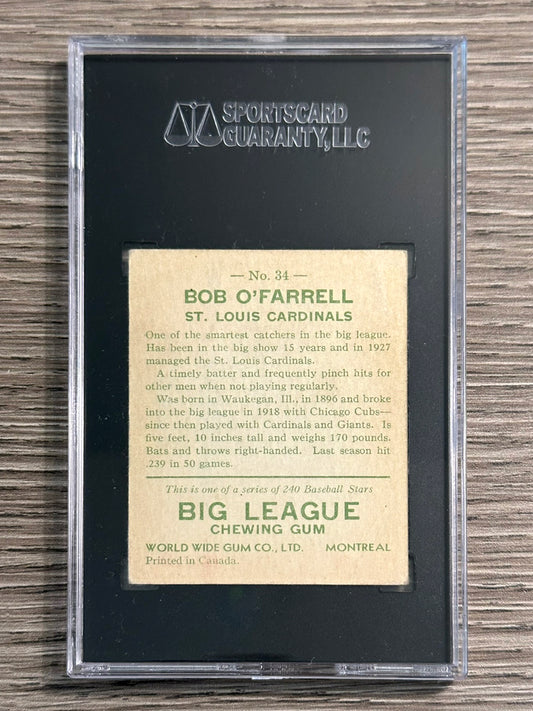 SPORTSCARD
GUARANTY, LLC
— No. 34 —
BOB O'FARRELL
ST. LOUIS CARDINALS
One of the smartest catchers in the big league.
Has been in the big show 15 years and in 1927
managed the St. Louis Cardinals.
A timely batter and frequently pinch hits for
other men when not playing regularly.
Was born in Waukegan, Ill., in 1896 and broke
into the big league in 1918 with Chicago Cubs—
since then played with Cardinals and Giants. Is
five feet, 10 inches tall and weighs 170 pounds.
Bats and throws right-handed. Last season hit
.239 in 50 games.
This is one of a series of 240 Baseball Stars
BIG LEAGUE
CHEWING GUM
WORLD WIDE GUM CO., LTD. MONTREAL
Printed in Canada.